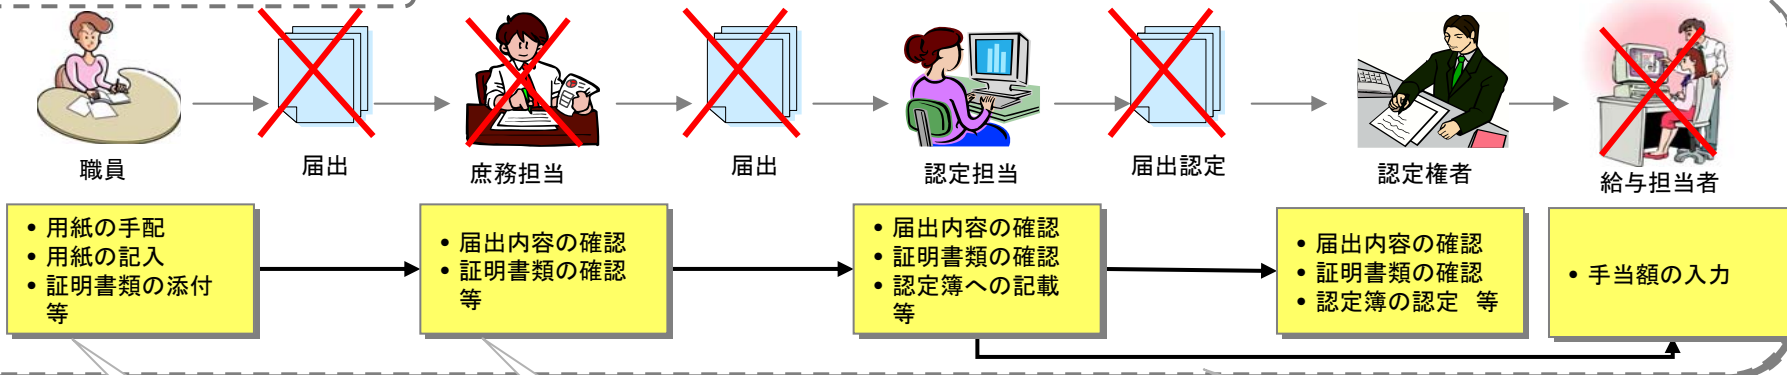 職員
届出
庶務担当
届出
認定担当
届出認定
認定権者
給与担当者
• 用紙の手配
• 用紙の記入
• 証明書類の添付
等
• 届出内容の確認
• 証明書類の確認
等
• 届出内容の確認
• 証明書類の確認
• 認定簿への記載
等
• 届出内容の確認
• 証明書類の確認
• 認定簿の認定　等
• 手当額の入力